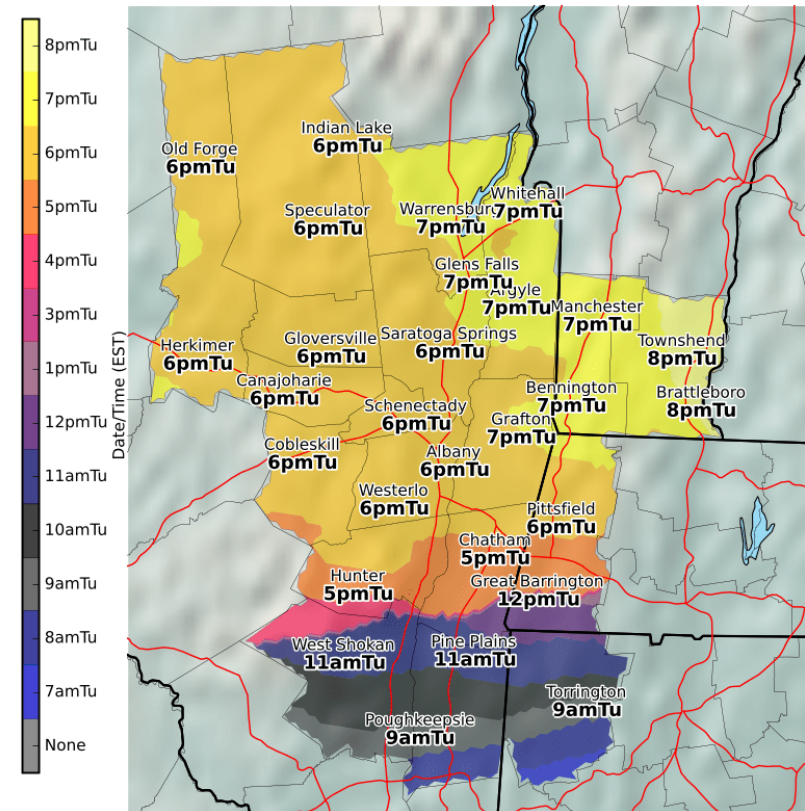 8pmTu
7pmTu
6pmTu
5pmTu
4pmTu
3pmTu
1pmTu
12pmTu
11amTu
10amTu
9amTu
8amTu
7amTu
None
Date/Time (EST)
Indian Lake
6pmTu
Old Forge
6pmTu
Speculator
6pmTu
Warrensburg
7pmTu
Whitehall
7pmTu
Glens Falls
7pmTu
Argyle
7pmTu
Manchester
7pmTu
Townshend
8pmTu
Herkimer
6pmTu
Gloversville
6pmTu
Saratoga Springs
6pmTu
Canajoharie
6pmTu
Bennington
7pmTu
Brattleboro
8pmTu
Schenectady
6pmTu
Grafton
7pmTu
Cobleskill
6pmTu
Albany
6pmTu
Westerlo
6pmTu
Pittsfield
6pmTu
Chatham
5pmTu
Hunter
5pmTu
Great Barrington
12pmTu
West Shokan
11amTu
Pine Plains
11amTu
Torrington
9amTu
Poughkeepsie
9amTu